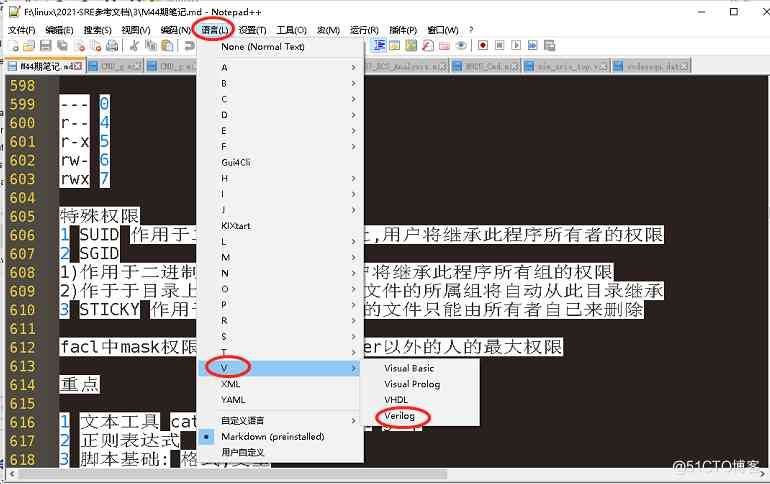 F:\linux\2021-SRE参考文档\3\M44期笔记.md - Notepad++
文件(F) 编辑(E) 搜索(S) 视图(V) 编码(N) 语言(L) 设置(T) 工具(O) 宏(M) 运行(R) 插件(P) 窗口(W) ?
M44期笔记.md
None (Normal Text)
A
B
C
D
E
F
Gui4Cli
H
I
J
KIXtart
L
M
N
O
P
R
S
T
V
XML
YAML
自定义语言
Markdown (preinstalled)
用户自定义
Visual Basic
Visual Prolog
VHDL
Verilog
598
599 --- 0
600 r-- 4
601 r-x 5
602 rw- 6
603 rwx 7
604
605 特殊权限
606 1 SUID 作用于 ,用户将继承此程序所有者的权限
607 2 SGID
608 1)作用于二进制 将继承此程序所有组的权限
609 2)作于于目录上 文件的所属组将自动从此目录继承
610 3 STICKY 作用于 的文件只能由所有者自己来删除
611
612 facl中mask权限 er以外的人的最大权限
613
614 重点
615
616 1 文本工具 cat
617 2 正则表达式
618 3 脚本基础: 格式,变量
@51CTO博客